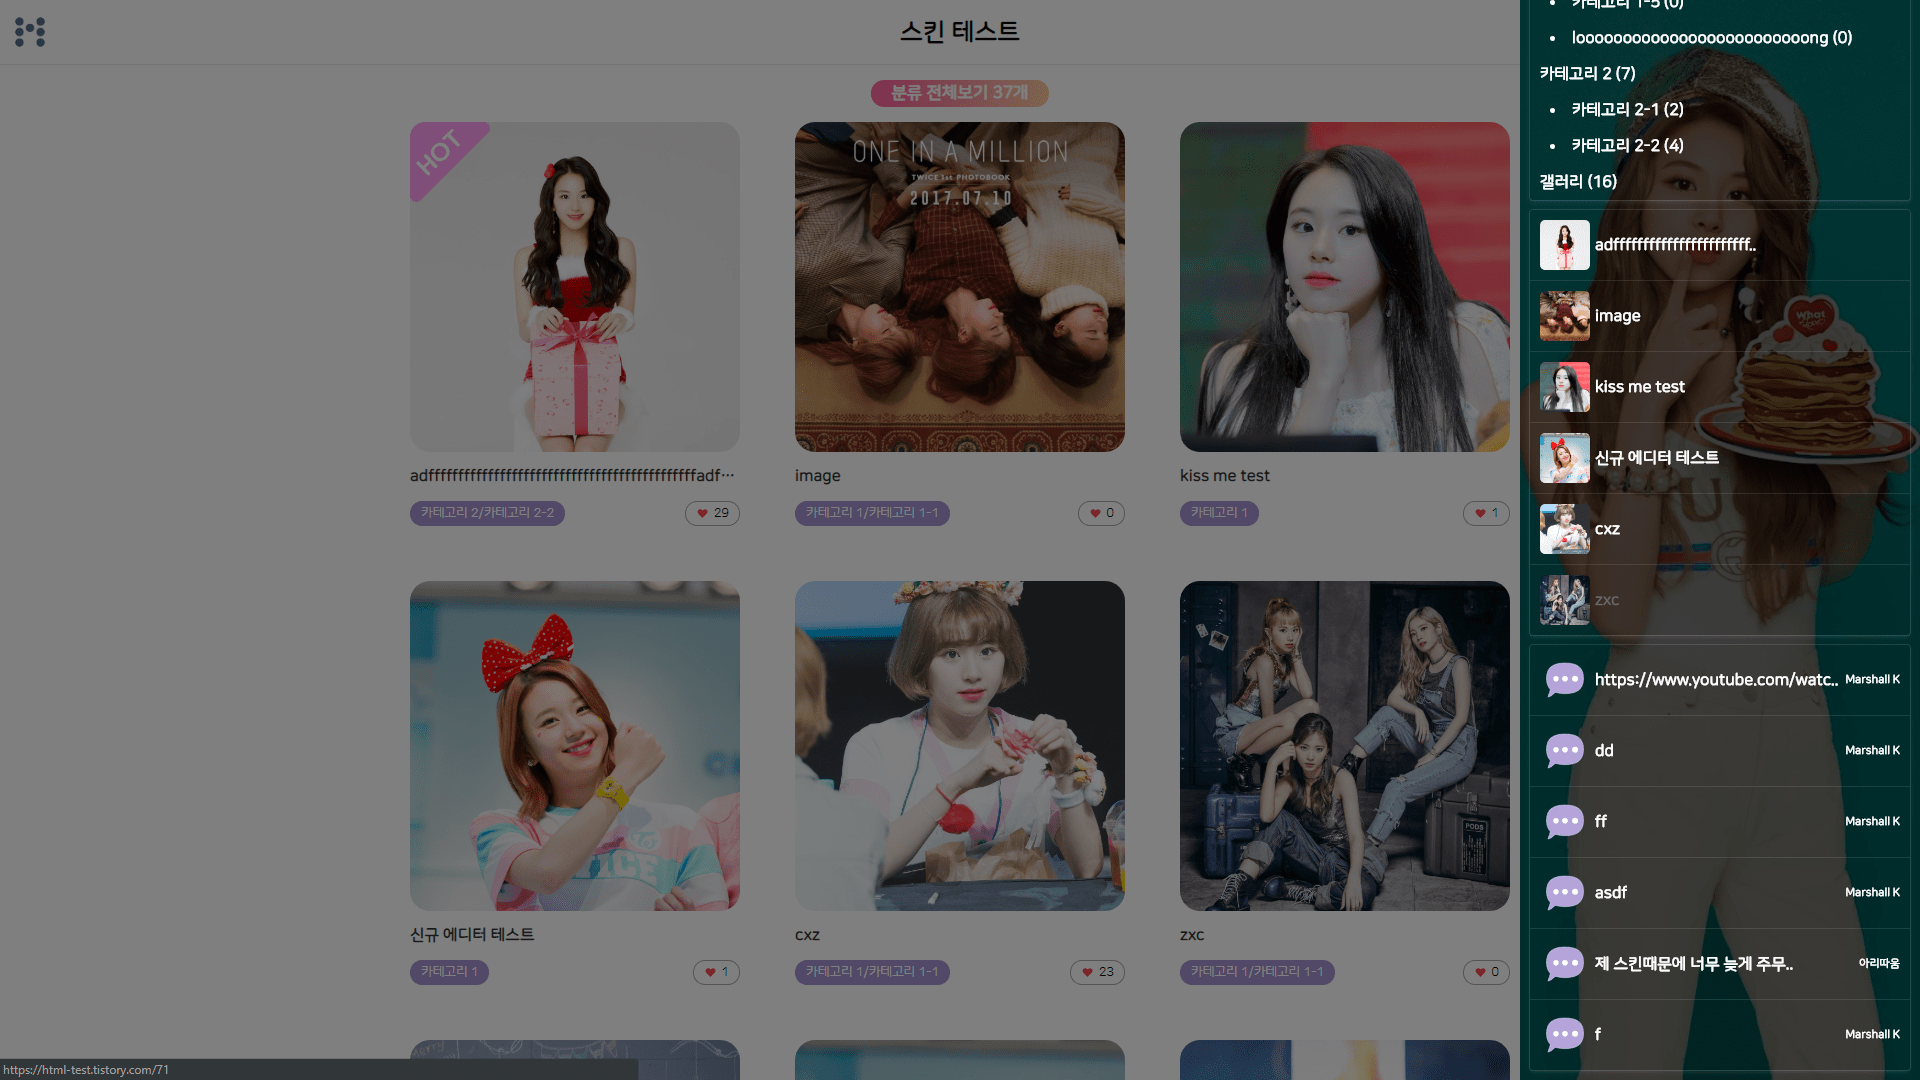 스킨 테스트
분류 전체보기 37개
HOT
ONE IN A MILLION
TWICE 1st PHOTOBOOK
2017.07.10
image
kiss me test
카테고리 2/카테고리 2-2
29
카테고리 1/카테고리 1-1
0
카테고리 1
1
PODS
신규 에디터 테스트
cxz
zxc
카테고리 1
1
카테고리 1/카테고리 1-1
23
카테고리 1/카테고리 1-1
0
https://html-test.tistory.com/71
카테고리 1-5 (0)
카테고리 2 (7)
카테고리 2-1 (2)
카테고리 2-2 (4)
갤러리 (16)
image
kiss me test
신규 에디터 테스트
cxz
zxc
https://www.youtube.com/watc.. Marshall K
dd Marshall K
ff Marshall K
asdf Marshall K
제 스킨때문에 너무 늦게 주무.. 아리따움
f Marshall K